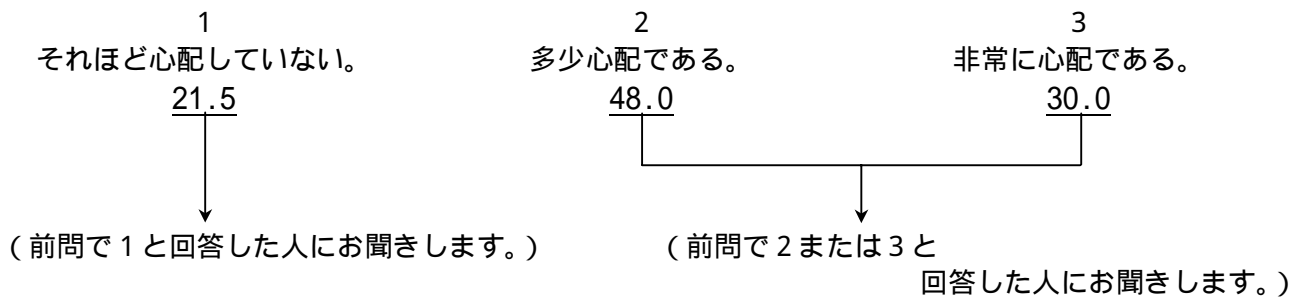 1 2 3
それほど心配していない。 多少心配である。 非常に心配である。
21.5 48.0 30.0
(前問で1と回答した人にお聞きします。) (前問で2または3と
回答した人にお聞きします。)